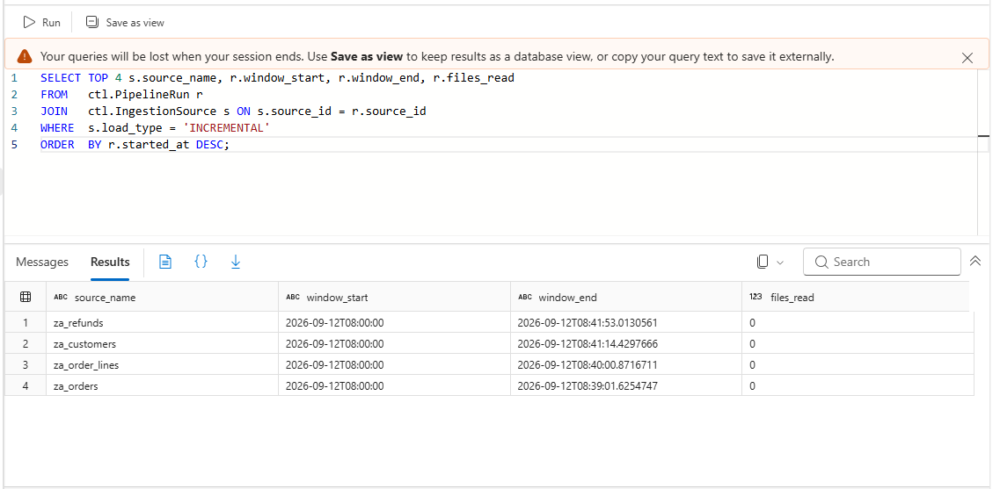 Run Save as view
Your queries will be lost when your session ends. Use Save as view to keep results as a database view, or copy your query text to save it externally.
1 SELECT TOP 4 s.source_name, r.window_start, r.window_end, r.files_read
2 FROM ctl.PipelineRun r
3 JOIN ctl.IngestionSource s ON s.source_id = r.source_id
4 WHERE s.load_type = 'INCREMENTAL'
5 ORDER BY r.started_at DESC;
Messages Results {} Search
ABC source_name ABC window_start ABC window_end 123 files_read
1 za_refunds 2026-09-12T08:00:00 2026-09-12T08:41:53.0130561 0
2 za_customers 2026-09-12T08:00:00 2026-09-12T08:41:14.4297666 0
3 za_order_lines 2026-09-12T08:00:00 2026-09-12T08:40:00.8716711 0
4 za_orders 2026-09-12T08:00:00 2026-09-12T08:39:01.6254747 0